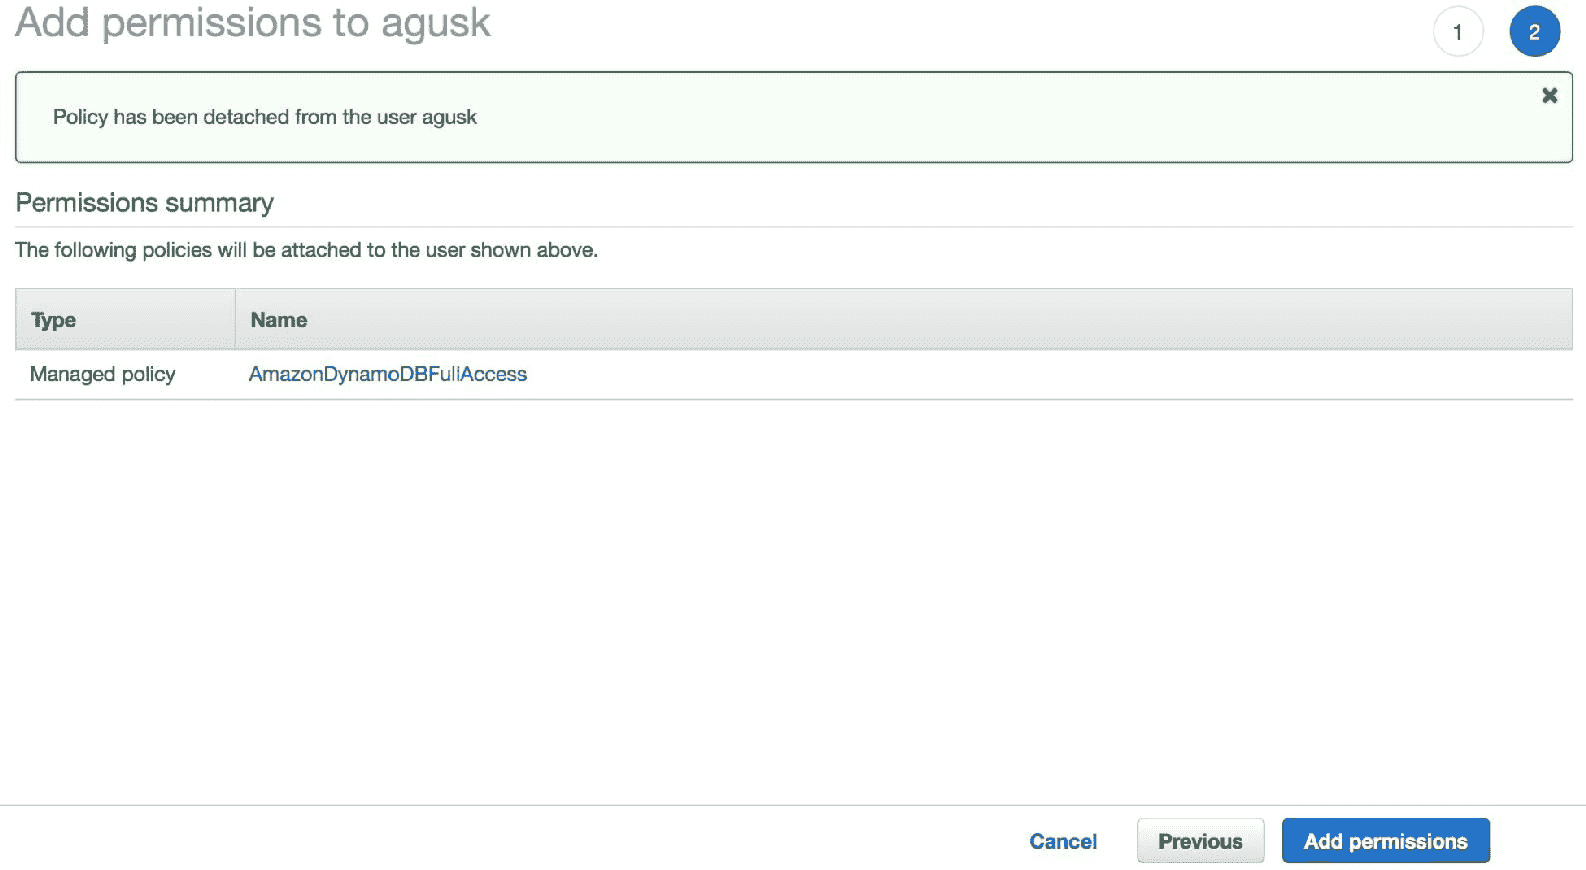 Add permissions to agusk
1
2
Policy has been detached from the user agusk
Permissions summary
The following policies will be attached to the user shown above.
Type Name
Managed policy AmazonDynamoDBFullAccess
Cancel Previous Add permissions